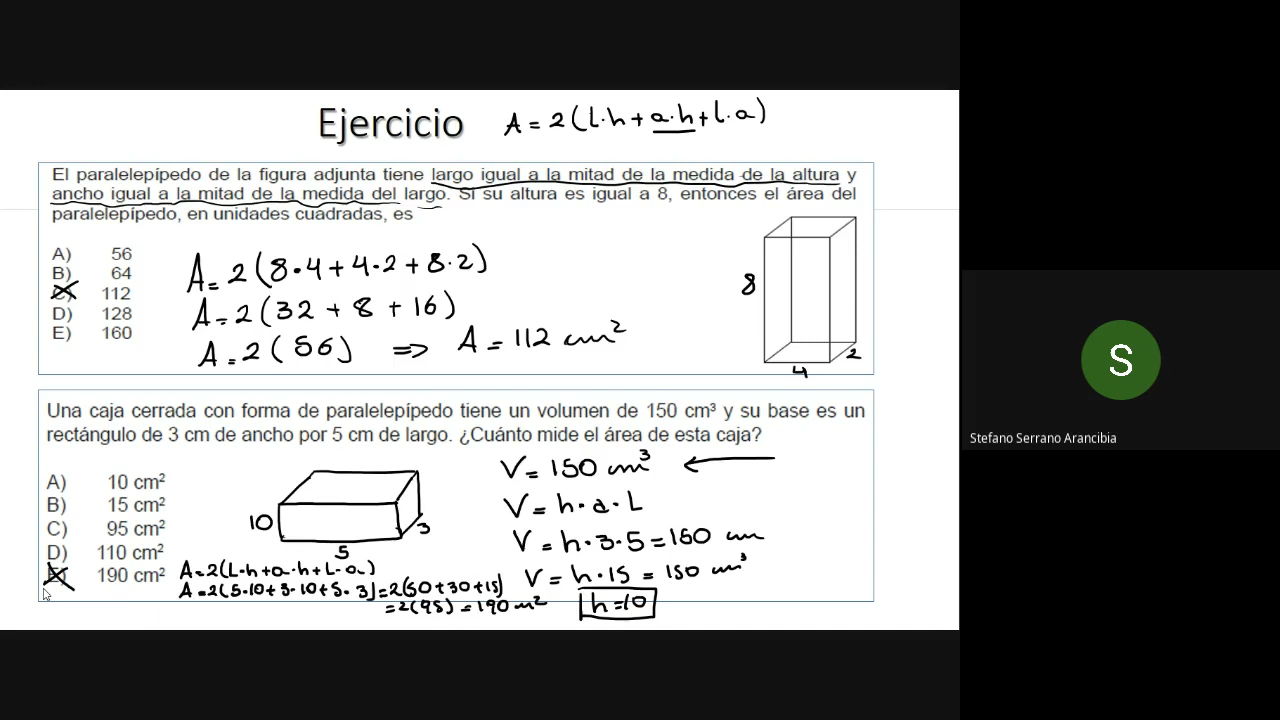 Ejercicio A = 2(l·h + a·h + l·a)
El paralelepípedo de la figura adjunta tiene largo igual a la mitad de la medida de la altura y
ancho igual a la mitad de la medida del largo. Si su altura es igual a 8, entonces el área del
paralelepípedo, en unidades cuadradas, es
A) 56
B) 64
C) 112
D) 128
E) 160
A = 2(8·4 + 4·2 + 8·2)
A = 2(32 + 8 + 16)
A = 2(56) => A = 112 cm²
8
4
2
Una caja cerrada con forma de paralelepípedo tiene un volumen de 150 cm³ y su base es un
rectángulo de 3 cm de ancho por 5 cm de largo. ¿Cuánto mide el área de esta caja?
A) 10 cm²
B) 15 cm²
C) 95 cm²
D) 110 cm²
E) 190 cm²
10
5
3
A = 2(L·h + a·h + L·a)
A = 2(5·10 + 3·10 + 5·3) = 2(50 + 30 + 15)
= 2(95) = 190 m²
V = 150 cm³ ←
V = h·a·L
V = h·3·5 = 150 cm
V = h·15 = 150 cm³
h = 10
S
Stefano Serrano Arancibia